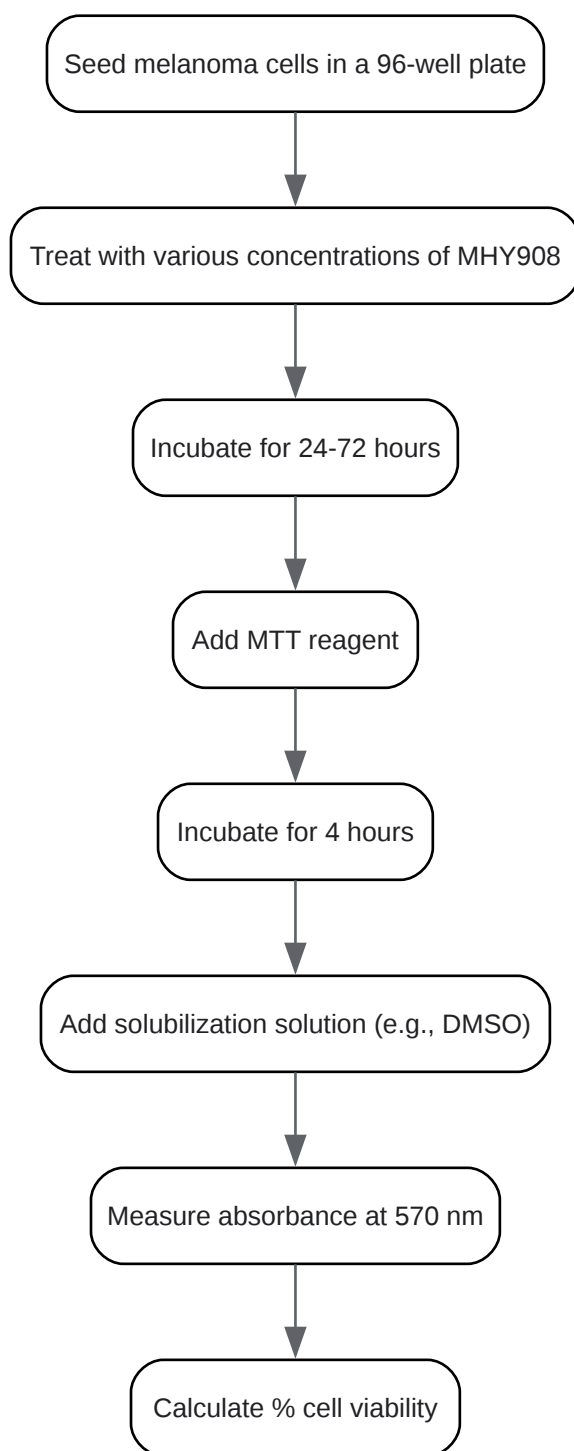 Seed melanoma cells in a 96-well plate
Treat with various concentrations of MHY908
Incubate for 24-72 hours
Add MTT reagent
Incubate for 4 hours
Add solubilization solution (e.g., DMSO)
Measure absorbance at 570 nm
Calculate % cell viability